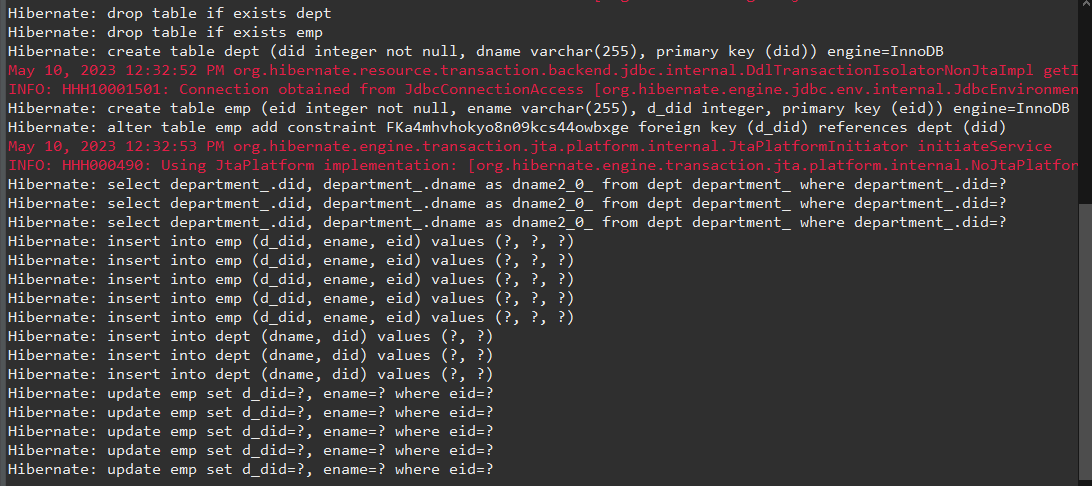 Hibernate: drop table if exists dept
Hibernate: drop table if exists emp
Hibernate: create table dept (did integer not null, dname varchar(255), primary key (did)) engine=InnoDB
May 10, 2023 12:32:52 PM org.hibernate.resource.transaction.backend.jdbc.internal.DdlTransactionIsolatorNonJtaImpl getI
INFO: HHH10001501: Connection obtained from JdbcConnectionAccess [org.hibernate.engine.jdbc.env.internal.JdbcEnvironmen
Hibernate: create table emp (eid integer not null, ename varchar(255), d_did integer, primary key (eid)) engine=InnoDB
Hibernate: alter table emp add constraint FKa4mhvhokyo8n09kcs44owbxge foreign key (d_did) references dept (did)
May 10, 2023 12:32:53 PM org.hibernate.engine.transaction.jta.platform.internal.JtaPlatformInitiator initiateService
INFO: HHH000490: Using JtaPlatform implementation: [org.hibernate.engine.transaction.jta.platform.internal.NoJtaPlatfor
Hibernate: select department_.did, department_.dname as dname2_0_ from dept department_ where department_.did=?
Hibernate: select department_.did, department_.dname as dname2_0_ from dept department_ where department_.did=?
Hibernate: select department_.did, department_.dname as dname2_0_ from dept department_ where department_.did=?
Hibernate: insert into emp (d_did, ename, eid) values (?, ?, ?)
Hibernate: insert into emp (d_did, ename, eid) values (?, ?, ?)
Hibernate: insert into emp (d_did, ename, eid) values (?, ?, ?)
Hibernate: insert into emp (d_did, ename, eid) values (?, ?, ?)
Hibernate: insert into emp (d_did, ename, eid) values (?, ?, ?)
Hibernate: insert into dept (dname, did) values (?, ?)
Hibernate: insert into dept (dname, did) values (?, ?)
Hibernate: insert into dept (dname, did) values (?, ?)
Hibernate: update emp set d_did=?, ename=? where eid=?
Hibernate: update emp set d_did=?, ename=? where eid=?
Hibernate: update emp set d_did=?, ename=? where eid=?
Hibernate: update emp set d_did=?, ename=? where eid=?
Hibernate: update emp set d_did=?, ename=? where eid=?